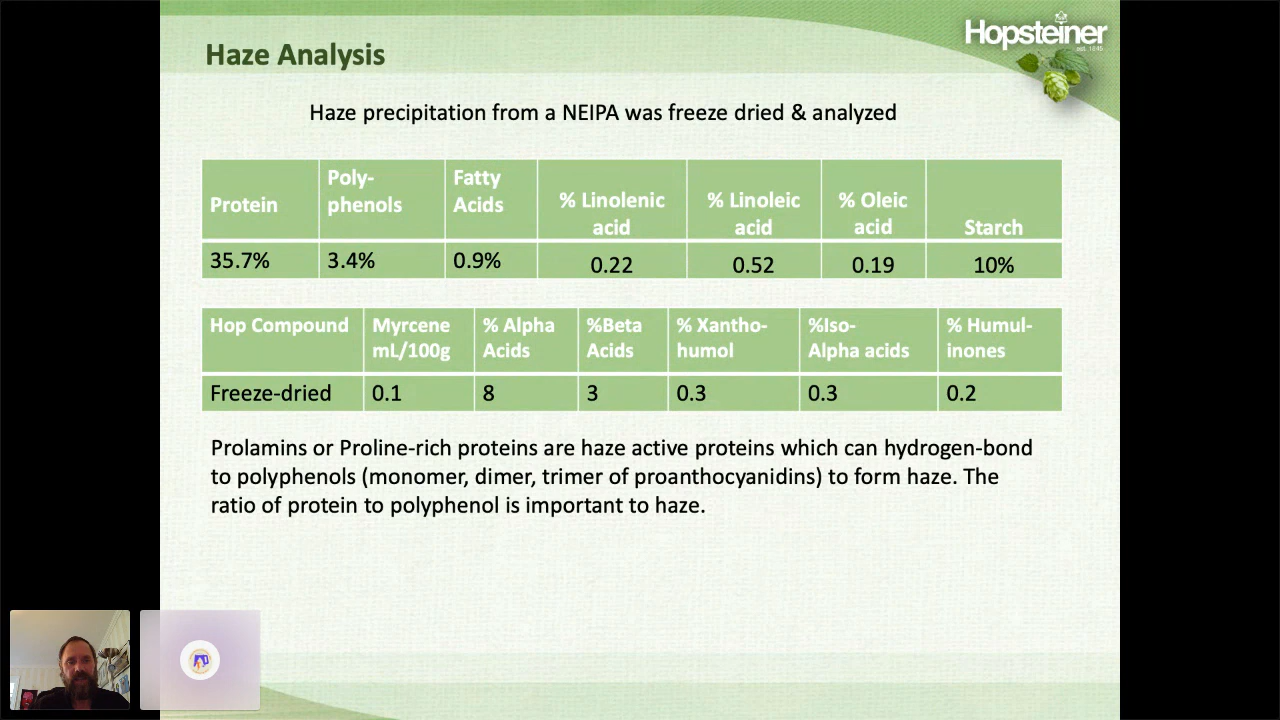 Hopsteiner
est. 1845
Haze Analysis
Haze precipitation from a NEIPA was freeze dried & analyzed
Protein Poly-phenols Fatty Acids % Linolenic acid % Linoleic acid % Oleic acid Starch
35.7% 3.4% 0.9% 0.22 0.52 0.19 10%
Hop Compound Myrcene mL/100g % Alpha Acids %Beta Acids % Xantho-humol %Iso-Alpha acids % Humul-inones
Freeze-dried 0.1 8 3 0.3 0.3 0.2
Prolamins or Proline-rich proteins are haze active proteins which can hydrogen-bond
to polyphenols (monomer, dimer, trimer of proanthocyanidins) to form haze. The
ratio of protein to polyphenol is important to haze.